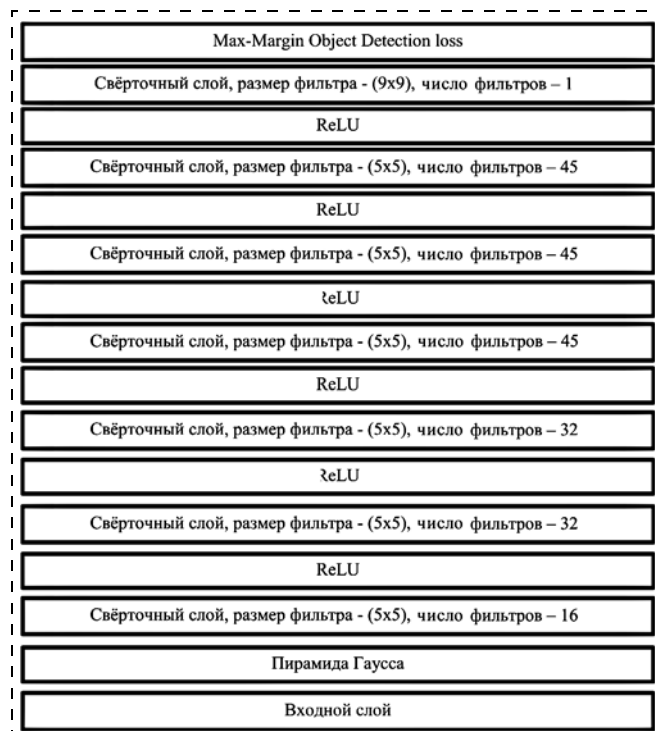 Max-Margin Object Detection loss
Свёрточный слой, размер фильтра - (9x9), число фильтров – 1
ReLU
Свёрточный слой, размер фильтра - (5x5), число фильтров – 45
ReLU
Свёрточный слой, размер фильтра - (5x5), число фильтров – 45
ReLU
Свёрточный слой, размер фильтра - (5x5), число фильтров – 45
ReLU
Свёрточный слой, размер фильтра - (5x5), число фильтров – 32
ReLU
Свёрточный слой, размер фильтра - (5x5), число фильтров – 32
ReLU
Свёрточный слой, размер фильтра - (5x5), число фильтров – 16
Пирамида Гаусса
Входной слой